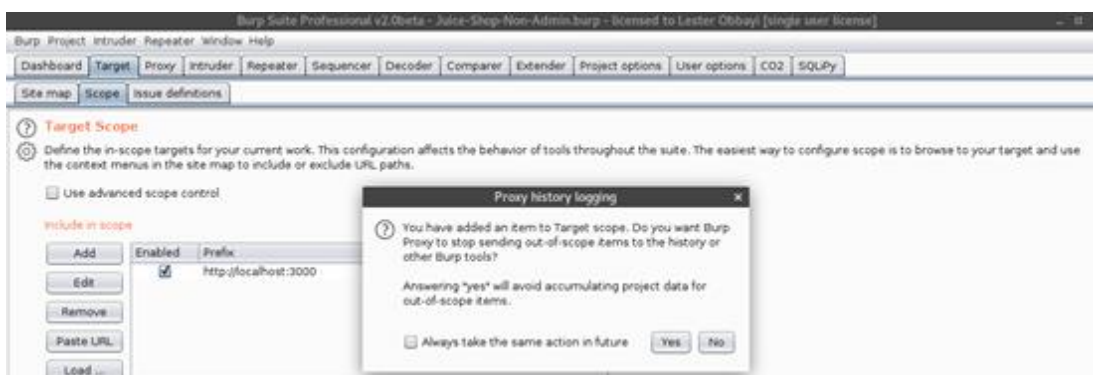 Burp Suite Professional v2.0beta - Juice-Shop-Non-Admin.burp - licensed to Lester Obbayi [single user license]
Burp Project Intruder Repeater Window Help
Dashboard Target Proxy Intruder Repeater Sequencer Decoder Comparer Extender Project options User options CO2 SQLiPy
Site map Scope Issue definitions
Target Scope
Define the in-scope targets for your current work. This configuration affects the behavior of tools throughout the suite. The easiest way to configure scope is to browse to your target and use
the context menus in the site map to include or exclude URL paths.
Use advanced scope control
Proxy history logging
Include in scope
You have added an item to Target scope. Do you want Burp
Proxy to stop sending out-of-scope items to the history or
other Burp tools?
Answering "yes" will avoid accumulating project data for
out-of-scope items.
Always take the same action in future Yes No
Add Enabled Prefix
http://localhost:3000
Edit
Remove
Paste URL
Load ...